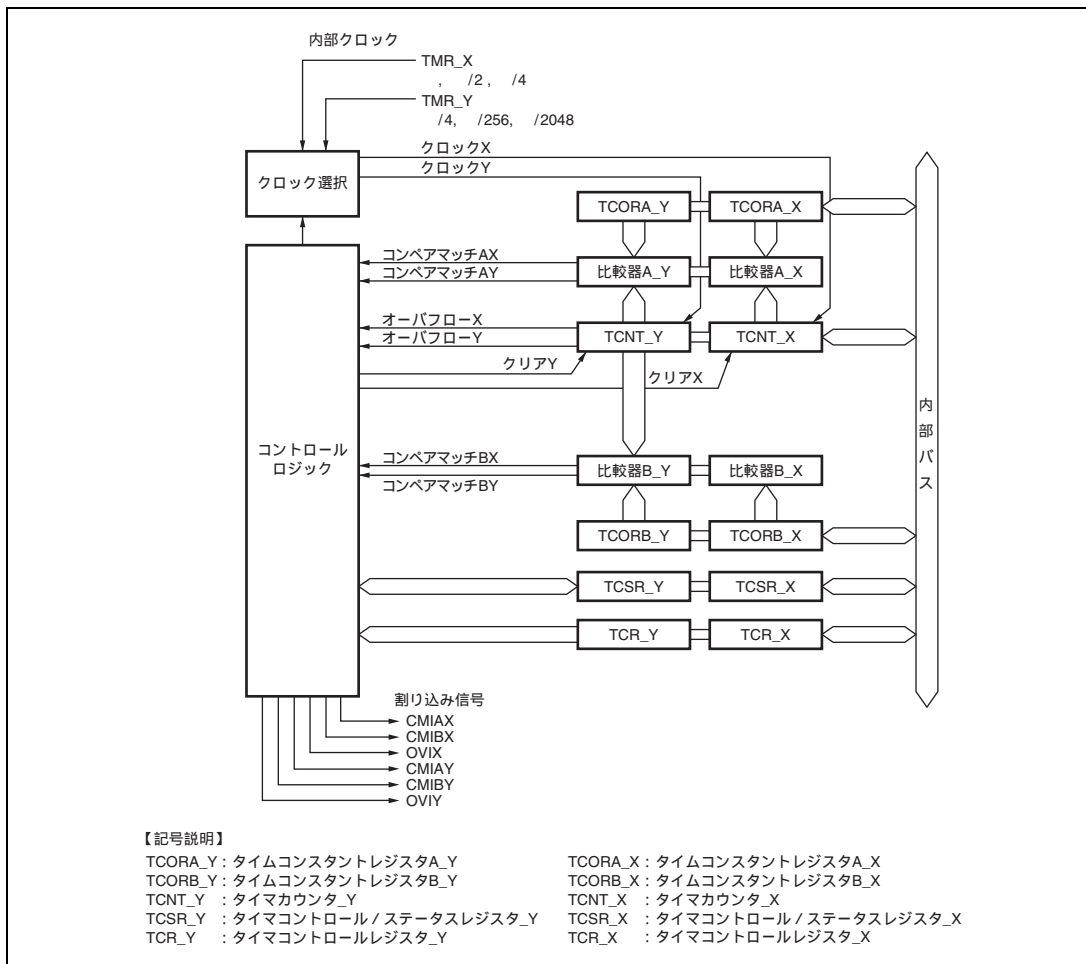 内部クロック
TMR_X
, /2 , /4
TMR_Y
/4, /256, /2048
クロックX
クロックY
クロック選択
TCORA_Y
TCORA_X
コンペアマッチAX
コンペアマッチAY
比較器A_Y
比較器A_X
オーバフローX
オーバフローY
TCNT_Y
TCNT_X
クリアY
クリアX
内部バス
コントロール
ロジック
コンペアマッチBX
コンペアマッチBY
比較器B_Y
比較器B_X
TCORB_Y
TCORB_X
TCSR_Y
TCSR_X
TCR_Y
TCR_X
割り込み信号
CMIAX
CMIBX
OVIX
CMIAY
CMIBY
OVIY
【記号説明】
TCORA_Y : タイムコンスタントレジスタA_Y
TCORB_Y : タイムコンスタントレジスタB_Y
TCNT_Y : タイマカウンタ_Y
TCSR_Y : タイマコントロール / ステータスレジスタ_Y
TCR_Y : タイマコントロールレジスタ_Y
TCORA_X : タイムコンスタントレジスタA_X
TCORB_X : タイムコンスタントレジスタB_X
TCNT_X : タイマカウンタ_X
TCSR_X : タイマコントロール / ステータスレジスタ_X
TCR_X : タイマコントロールレジスタ_X